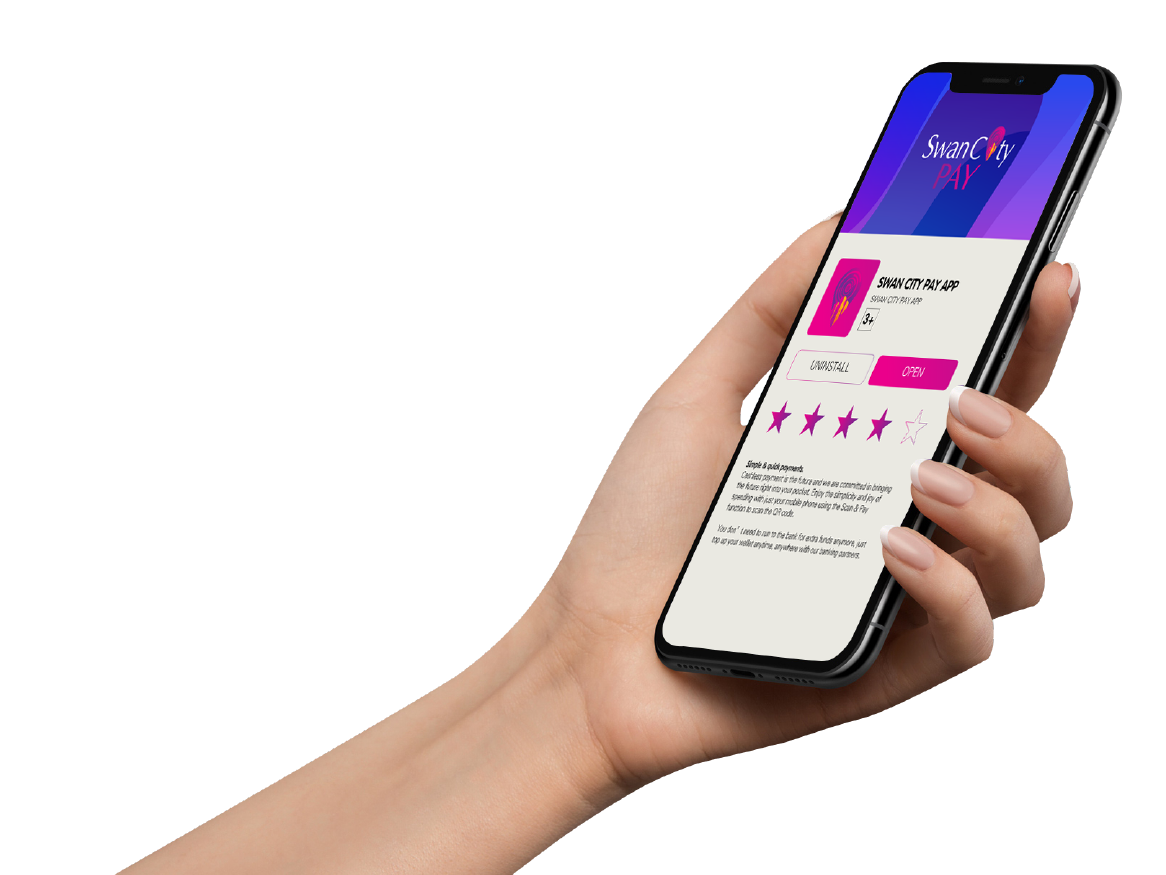 Swan City
PAY
SWAN CITY PAY APP
SWAN CITY PAY APP
3+
UNINSTALL
OPEN
Simple & quick payments.
Cashless payment is the future and we are committed in bringing
the future right into your pocket. Enjoy the simplicity and joy of
spending with just your mobile phone using the Scan & Pay
function to scan the QR code.
You don't need to run to the bank for extra funds anymore, just
top up your wallet anytime, anywhere with our banking partners.